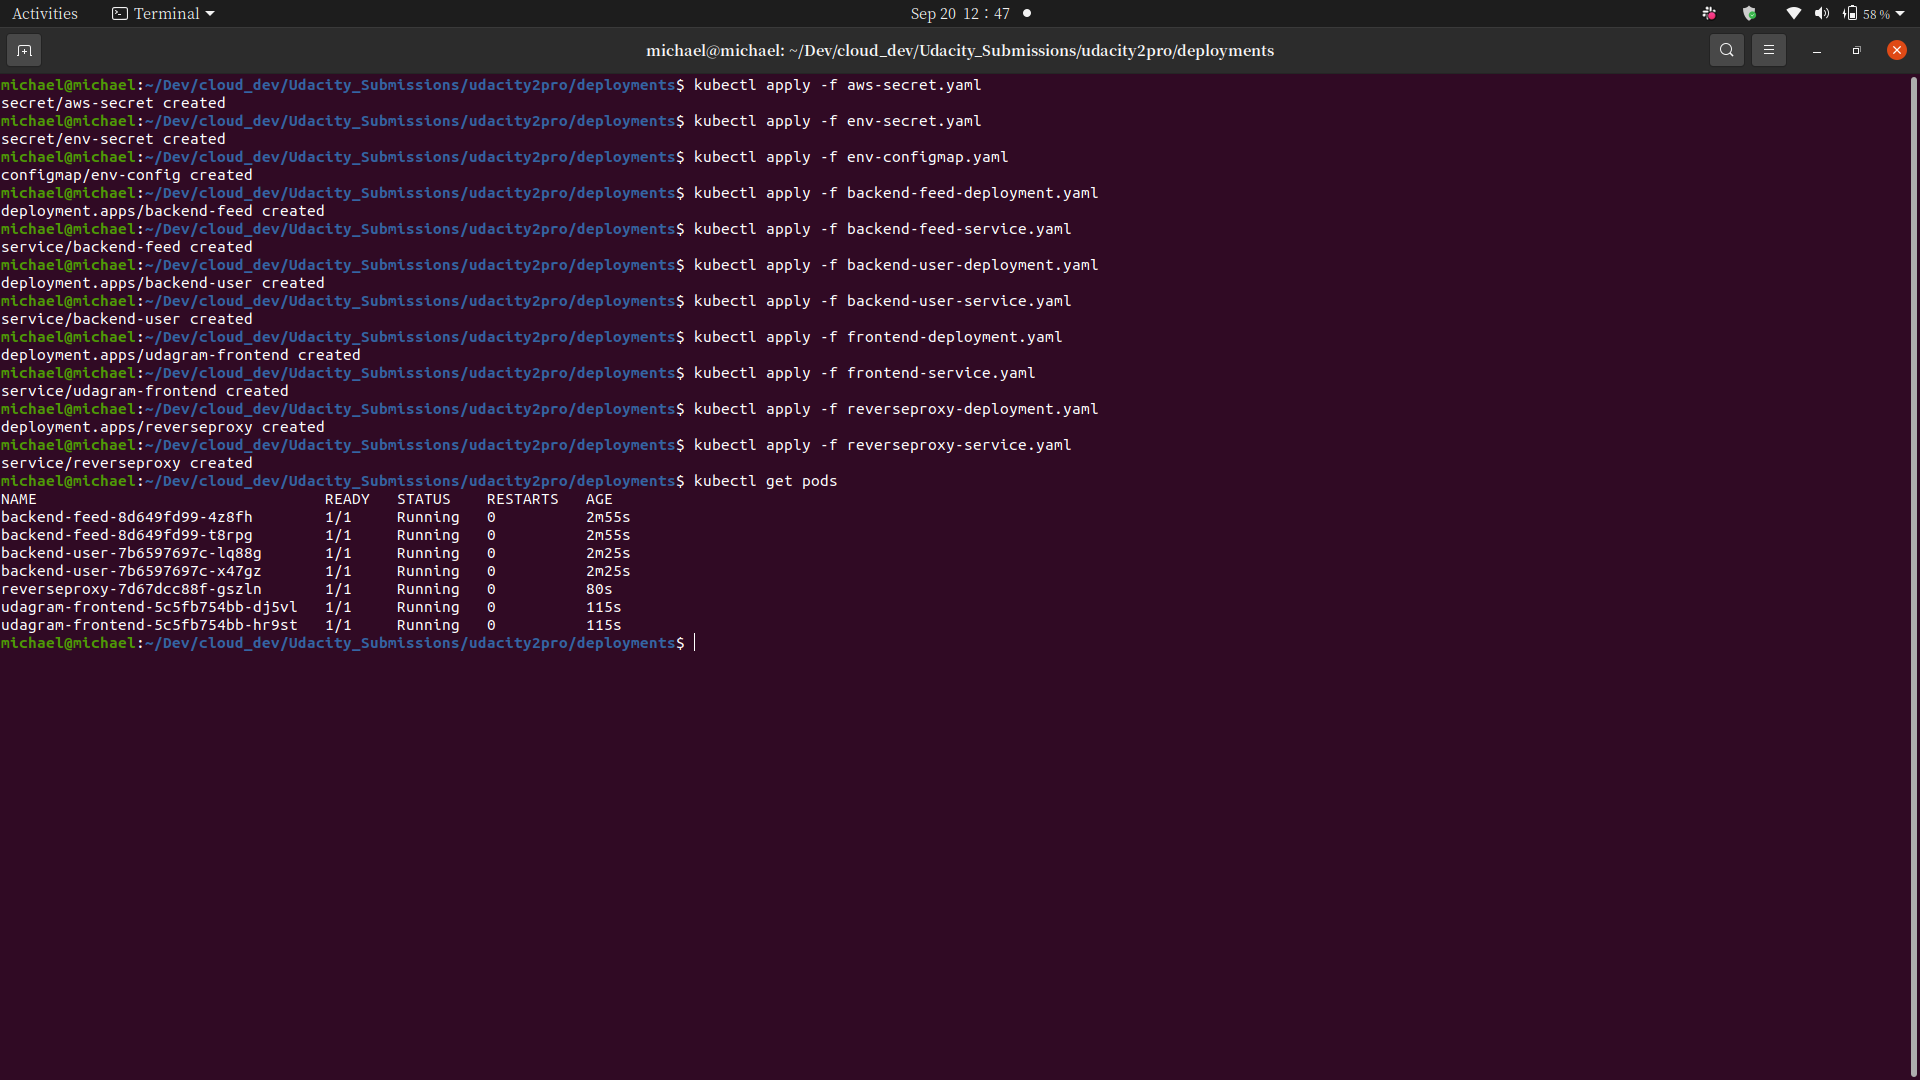 Activities Terminal Sep 20 12:47 58 %
michael@michael: ~/Dev/cloud_dev/Udacity_Submissions/udacity2pro/deployments
michael@michael:~/Dev/cloud_dev/Udacity_Submissions/udacity2pro/deployments$ kubectl apply -f aws-secret.yaml
secret/aws-secret created
michael@michael:~/Dev/cloud_dev/Udacity_Submissions/udacity2pro/deployments$ kubectl apply -f env-secret.yaml
secret/env-secret created
michael@michael:~/Dev/cloud_dev/Udacity_Submissions/udacity2pro/deployments$ kubectl apply -f env-configmap.yaml
configmap/env-config created
michael@michael:~/Dev/cloud_dev/Udacity_Submissions/udacity2pro/deployments$ kubectl apply -f backend-feed-deployment.yaml
deployment.apps/backend-feed created
michael@michael:~/Dev/cloud_dev/Udacity_Submissions/udacity2pro/deployments$ kubectl apply -f backend-feed-service.yaml
service/backend-feed created
michael@michael:~/Dev/cloud_dev/Udacity_Submissions/udacity2pro/deployments$ kubectl apply -f backend-user-deployment.yaml
deployment.apps/backend-user created
michael@michael:~/Dev/cloud_dev/Udacity_Submissions/udacity2pro/deployments$ kubectl apply -f backend-user-service.yaml
service/backend-user created
michael@michael:~/Dev/cloud_dev/Udacity_Submissions/udacity2pro/deployments$ kubectl apply -f frontend-deployment.yaml
deployment.apps/udagram-frontend created
michael@michael:~/Dev/cloud_dev/Udacity_Submissions/udacity2pro/deployments$ kubectl apply -f frontend-service.yaml
service/udagram-frontend created
michael@michael:~/Dev/cloud_dev/Udacity_Submissions/udacity2pro/deployments$ kubectl apply -f reverseproxy-deployment.yaml
deployment.apps/reverseproxy created
michael@michael:~/Dev/cloud_dev/Udacity_Submissions/udacity2pro/deployments$ kubectl apply -f reverseproxy-service.yaml
service/reverseproxy created
michael@michael:~/Dev/cloud_dev/Udacity_Submissions/udacity2pro/deployments$ kubectl get pods
NAME READY STATUS RESTARTS AGE
backend-feed-8d649fd99-4z8fh 1/1 Running 0 2m55s
backend-feed-8d649fd99-t8rpg 1/1 Running 0 2m55s
backend-user-7b6597697c-lq88g 1/1 Running 0 2m25s
backend-user-7b6597697c-x47gz 1/1 Running 0 2m25s
reverseproxy-7d67dcc88f-gszln 1/1 Running 0 80s
udagram-frontend-5c5fb754bb-dj5vl 1/1 Running 0 115s
udagram-frontend-5c5fb754bb-hr9st 1/1 Running 0 115s
michael@michael:~/Dev/cloud_dev/Udacity_Submissions/udacity2pro/deployments$